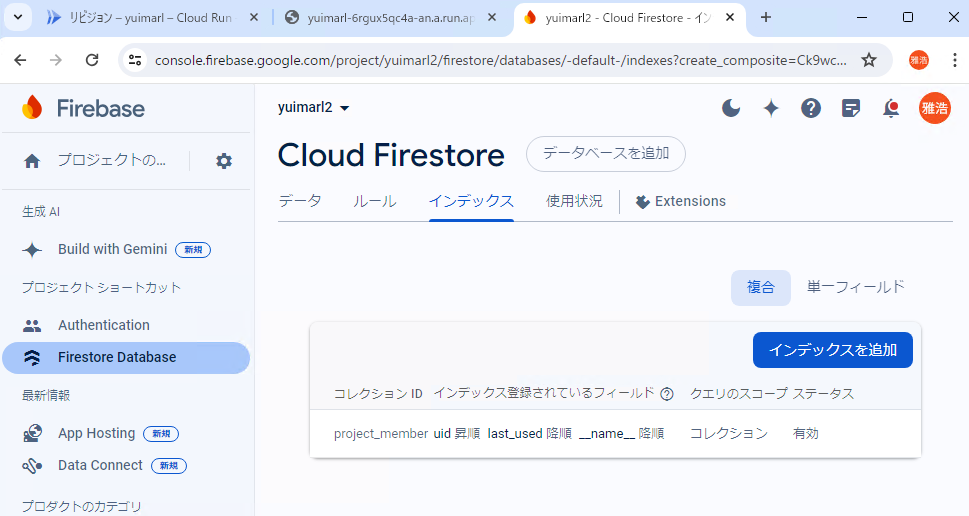 リビジョン – yuimarl – Cloud Run
yuimarl-6rgux5qc4a-an.a.run.ap
yuimarl2 - Cloud Firestore - イン
console.firebase.google.com/project/yuimarl2/firestore/databases/-default-/indexes?create_composite=Ck9wc...
雅浩
Firebase
yuimarl2
雅浩
プロジェクトの...
Cloud Firestore
データベースを追加
データ
ルール
インデックス
使用状況
Extensions
生成 AI
Build with Gemini
新規
プロジェクト ショートカット
Authentication
Firestore Database
最新情報
App Hosting
新規
Data Connect
新規
プロダクトのカテゴリ
複合
単一フィールド
インデックスを追加
コレクション ID インデックス登録されているフィールド クエリのスコープ ステータス
project_member uid 昇順 last_used 降順 __name__ 降順 コレクション 有効